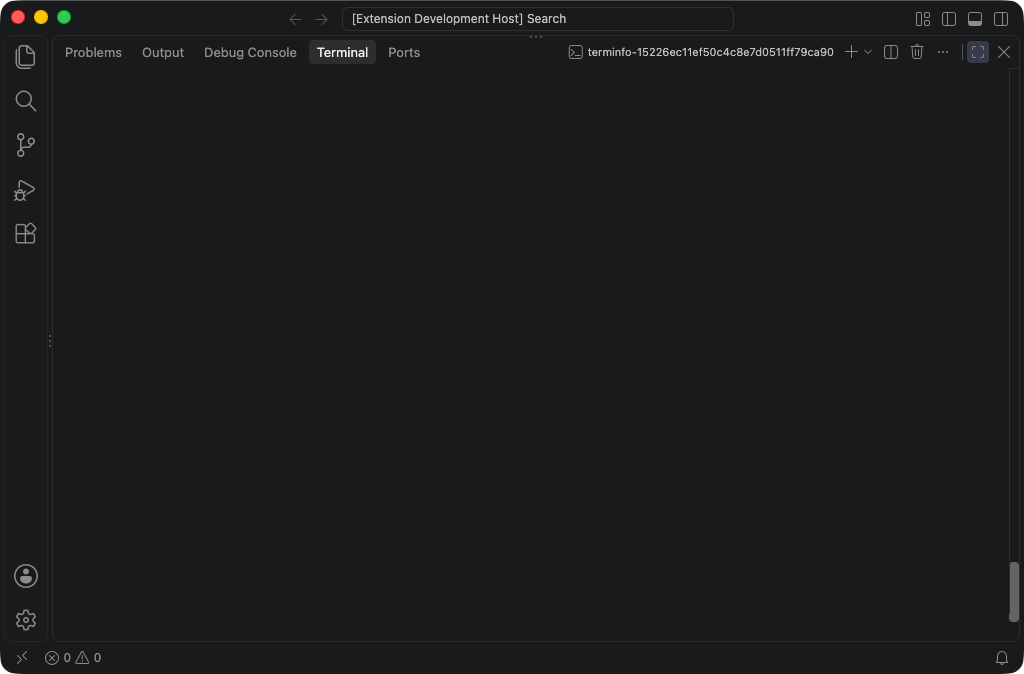 [Extension Development Host] Search
Problems Output Debug Console Terminal Ports terminfo-15226ec11ef50c4c8e7d0511ff79ca90
0 0